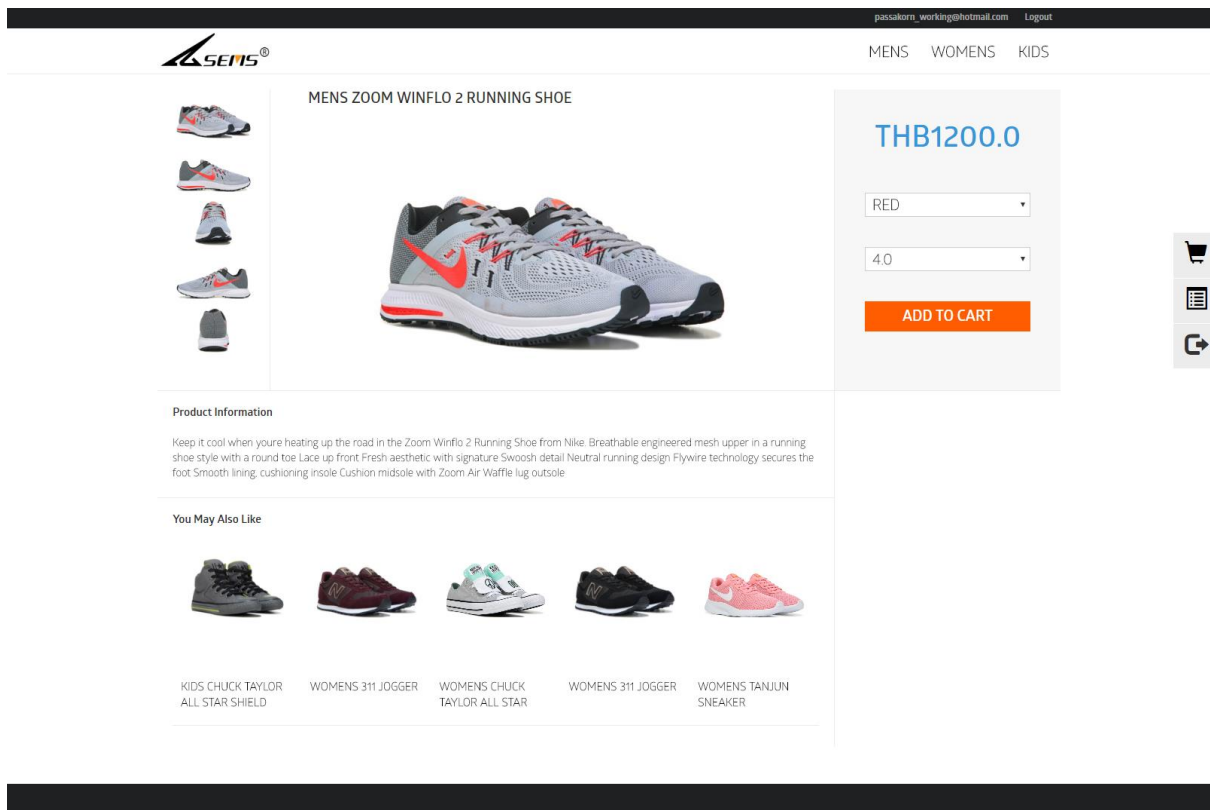 passakorn_working@hotmail.com Logout
SEMS®
MENS WOMENS KIDS
MENS ZOOM WINFLO 2 RUNNING SHOE
THB1200.0
RED
4.0
ADD TO CART
Product Information
Keep it cool when youre heating up the road in the Zoom Winflo 2 Running Shoe from Nike. Breathable engineered mesh upper in a running
shoe style with a round toe Lace up front Fresh aesthetic with signature Swoosh detail Neutral running design Flywire technology secures the
foot Smooth lining, cushioning insole Cushion midsole with Zoom Air Waffle lug outsole
You May Also Like
KIDS CHUCK TAYLOR
ALL STAR SHIELD
WOMENS 311 JOGGER
WOMENS CHUCK
TAYLOR ALL STAR
WOMENS 311 JOGGER
WOMENS TANJUN
SNEAKER